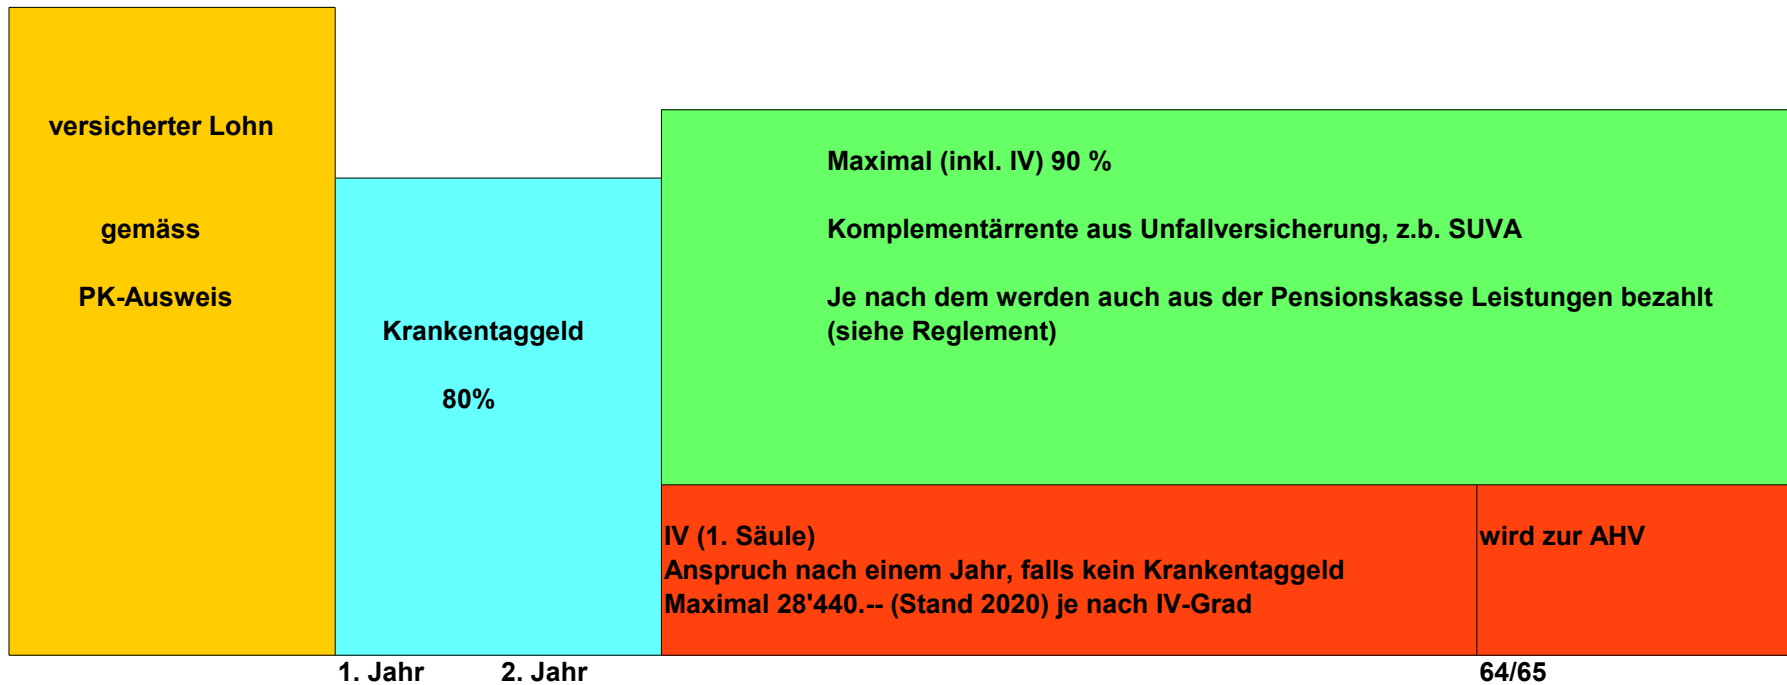 versicherter Lohn
gemäss
PK-Ausweis
Krankentaggeld
80%
Maximal (inkl. IV) 90 %
Komplementärrente aus Unfallversicherung, z.b. SUVA
Je nach dem werden auch aus der Pensionskasse Leistungen bezahlt
(siehe Reglement)
IV (1. Säule)
Anspruch nach einem Jahr, falls kein Krankentaggeld
Maximal 28'440.-- (Stand 2020) je nach IV-Grad
wird zur AHV
1. Jahr
2. Jahr
64/65